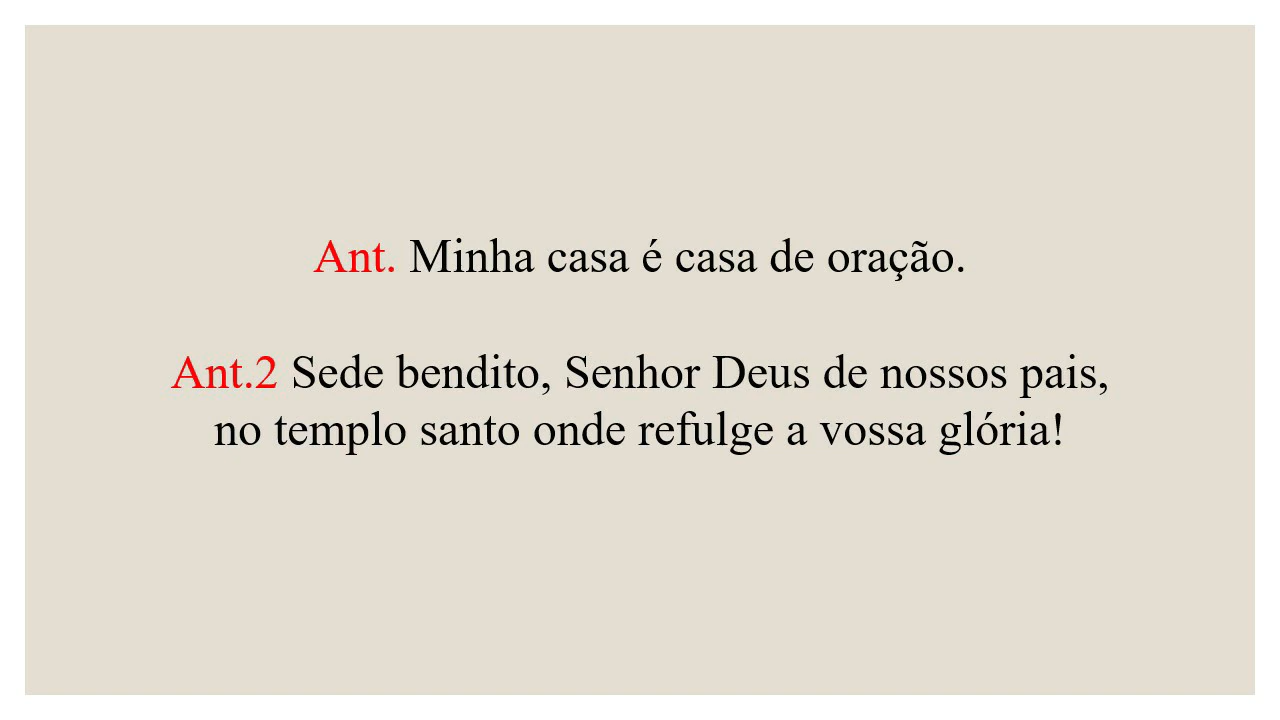 Ant. Minha casa é casa de oração.
Ant.2 Sede bendito, Senhor Deus de nossos pais,
no templo santo onde refulge a vossa glória!